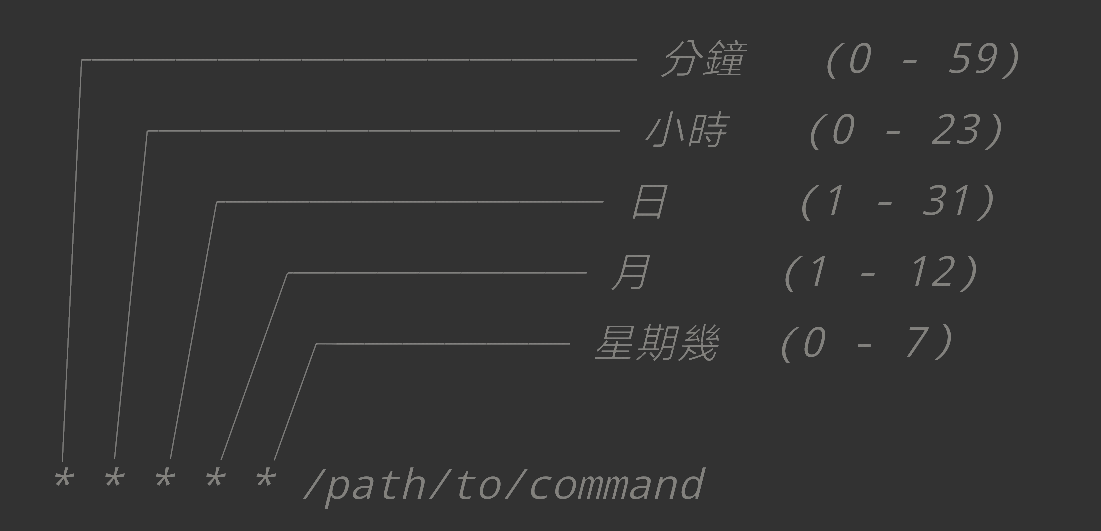 分鐘 (0 - 59)
小時 (0 - 23)
日 (1 - 31)
月 (1 - 12)
星期幾 (0 - 7)
* * * * * /path/to/command